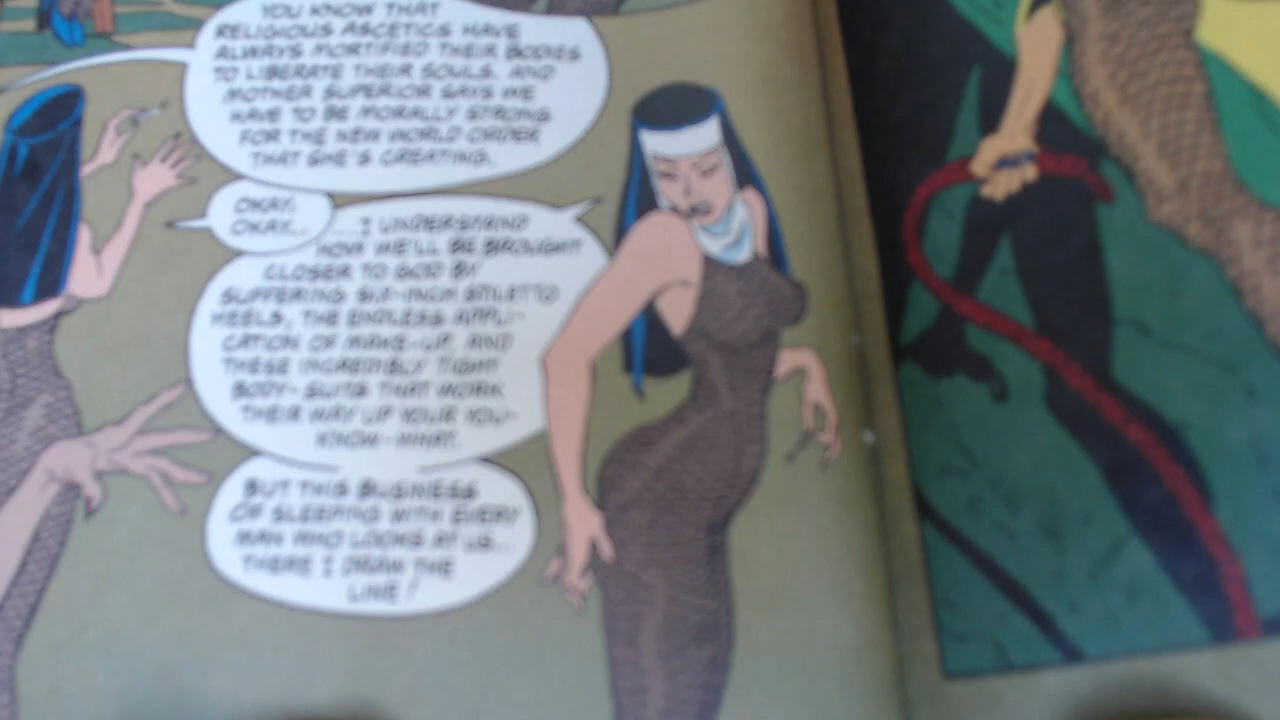 YOU KNOW THAT
RELIGIOUS ASCETICS HAVE
ALWAYS MORTIFIED THEIR BODIES
TO LIBERATE THEIR SOULS. AND
MOTHER SUPERIOR SAYS WE
HAVE TO BE MORALLY STRONG
FOR THE NEW WORLD ORDER
THAT SHE'S CREATING.
OKAY.
OKAY...
...I UNDERSTAND
HOW WE'LL BE BROUGHT
CLOSER TO GOD BY
SUFFERING SIX-INCH STILETTO
HEELS, THE ENDLESS APPLI-
CATION OF MAKE-UP, AND
THESE INCREDIBLY TIGHT
BODY-SUITS THAT WORK
THEIR WAY UP YOUR YOU-
KNOW-WHAT.
BUT THIS BUSINESS
OF SLEEPING WITH EVERY
MAN WHO LOOKS AT US...
THERE I DRAW THE
LINE!